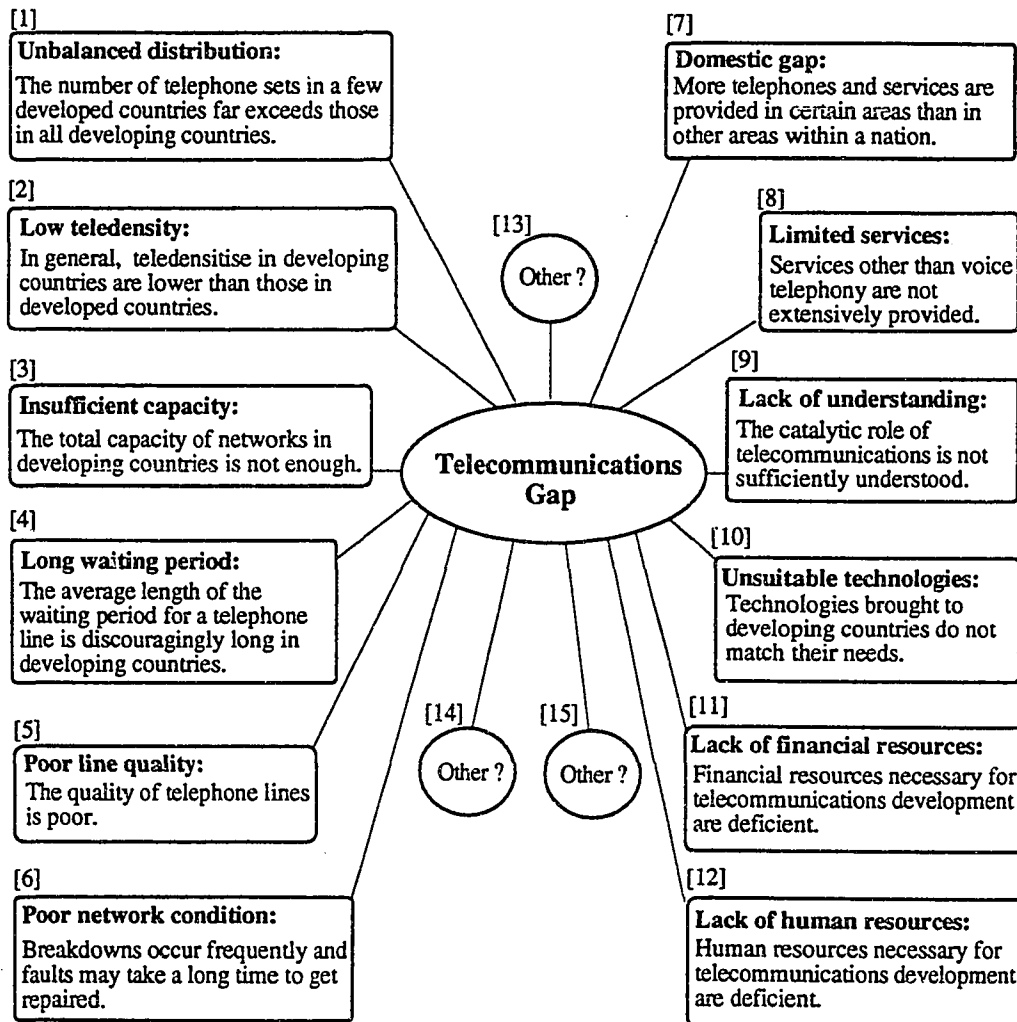 [1]
Unbalanced distribution:
The number of telephone sets in a few
developed countries far exceeds those
in all developing countries.
[2]
Low teledensity:
In general, teledensitise in developing
countries are lower than those in
developed countries.
[3]
Insufficient capacity:
The total capacity of networks in
developing countries is not enough.
[4]
Long waiting period:
The average length of the
waiting period for a telephone
line is discouragingly long in
developing countries.
[5]
Poor line quality:
The quality of telephone lines
is poor.
[6]
Poor network condition:
Breakdowns occur frequently and
faults may take a long time to get
repaired.
[13]
Other ?
Telecommunications
Gap
[14]
Other ?
[15]
Other ?
[7]
Domestic gap:
More telephones and services are
provided in certain areas than in
other areas within a nation.
[8]
Limited services:
Services other than voice
telephony are not
extensively provided.
[9]
Lack of understanding:
The catalytic role of
telecommunications is not
sufficiently understood.
[10]
Unsuitable technologies:
Technologies brought to
developing countries do not
match their needs.
[11]
Lack of financial resources:
Financial resources necessary for
telecommunications development
are deficient.
[12]
Lack of human resources:
Human resources necessary for
telecommunications development
are deficient.